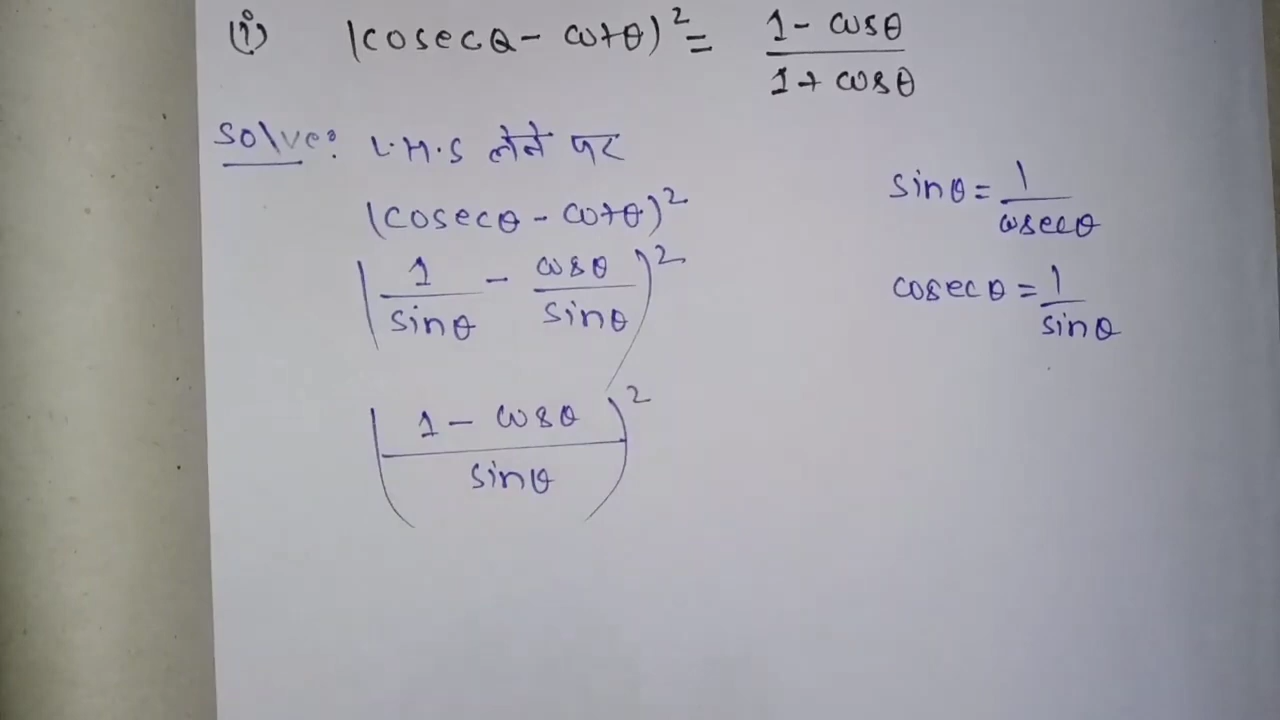 (i) (cosecθ - cotθ)² = (1 - cosθ)/(1 + cosθ)
Solve: L.H.S लेने पर
(cosecθ - cotθ)²
(1/sinθ - cosθ/sinθ)²
((1 - cosθ)/sinθ)²
sinθ = 1/cosecθ
cosecθ = 1/sinθ